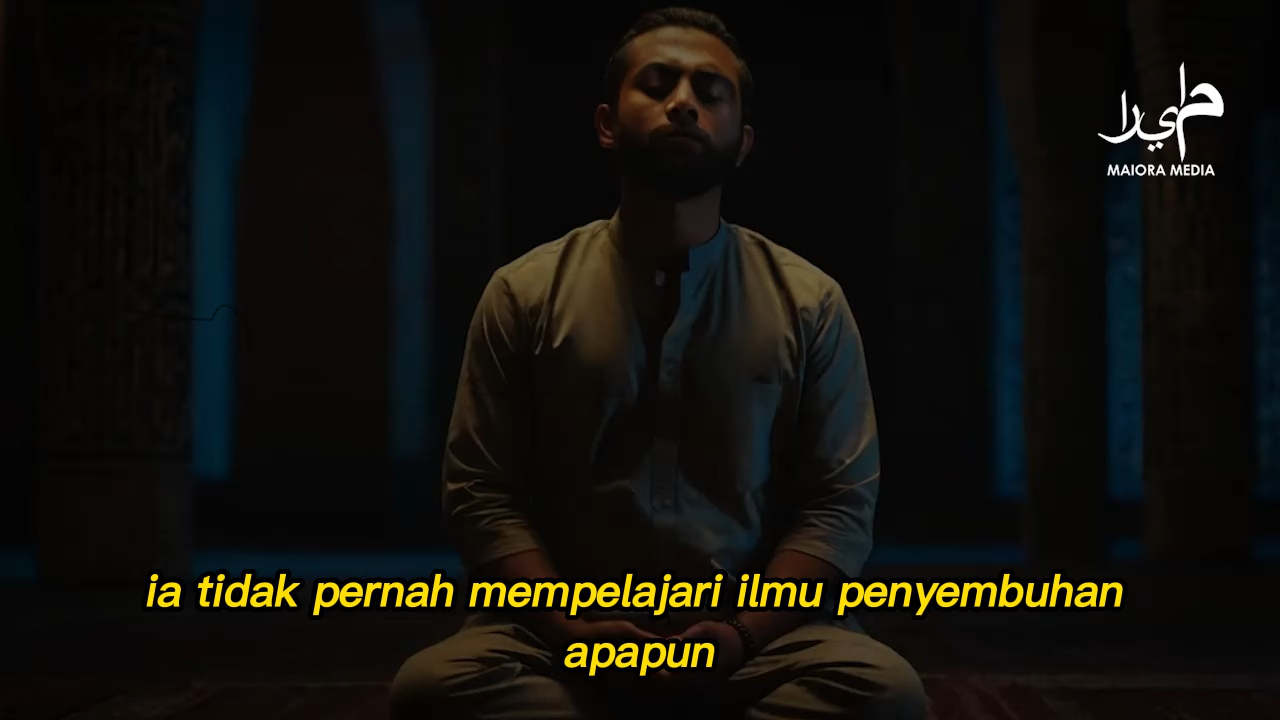 مايرا
MAIORA MEDIA
ia tidak pernah mempelajari ilmu penyembuhan
apapun